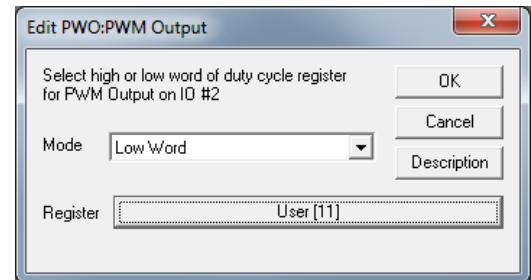 Edit PWO:PWM Output
Select high or low word of duty cycle register
for PWM Output on IO #2
OK
Cancel
Mode
Low Word
Description
Register
User [11]